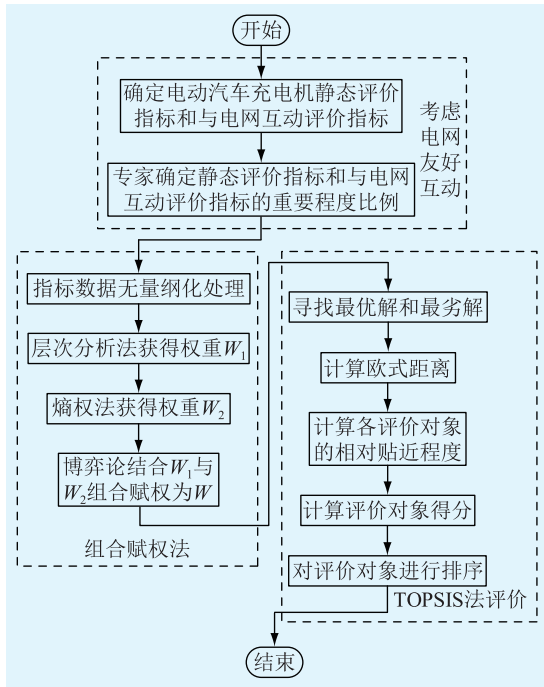 开始
确定电动汽车充电机静态评价
指标和与电网互动评价指标
专家确定静态评价指标和与电网
互动评价指标的重要程度比例
考虑
电网
友好
互动
指标数据无量纲化处理
层次分析法获得权重W₁
熵权法获得权重W₂
博弈论结合W₁与
W₂组合赋权为W
组合赋权法
寻找最优解和最劣解
计算欧式距离
计算各评价对象
的相对贴近程度
计算评价对象得分
对评价对象进行排序
TOPSIS法评价
结束